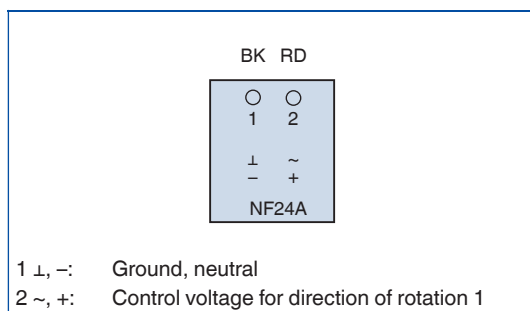 BK RD
1 2
⊥ ~
– +
NF24A
1 ⊥, –: Ground, neutral
2 ~, +: Control voltage for direction of rotation 1